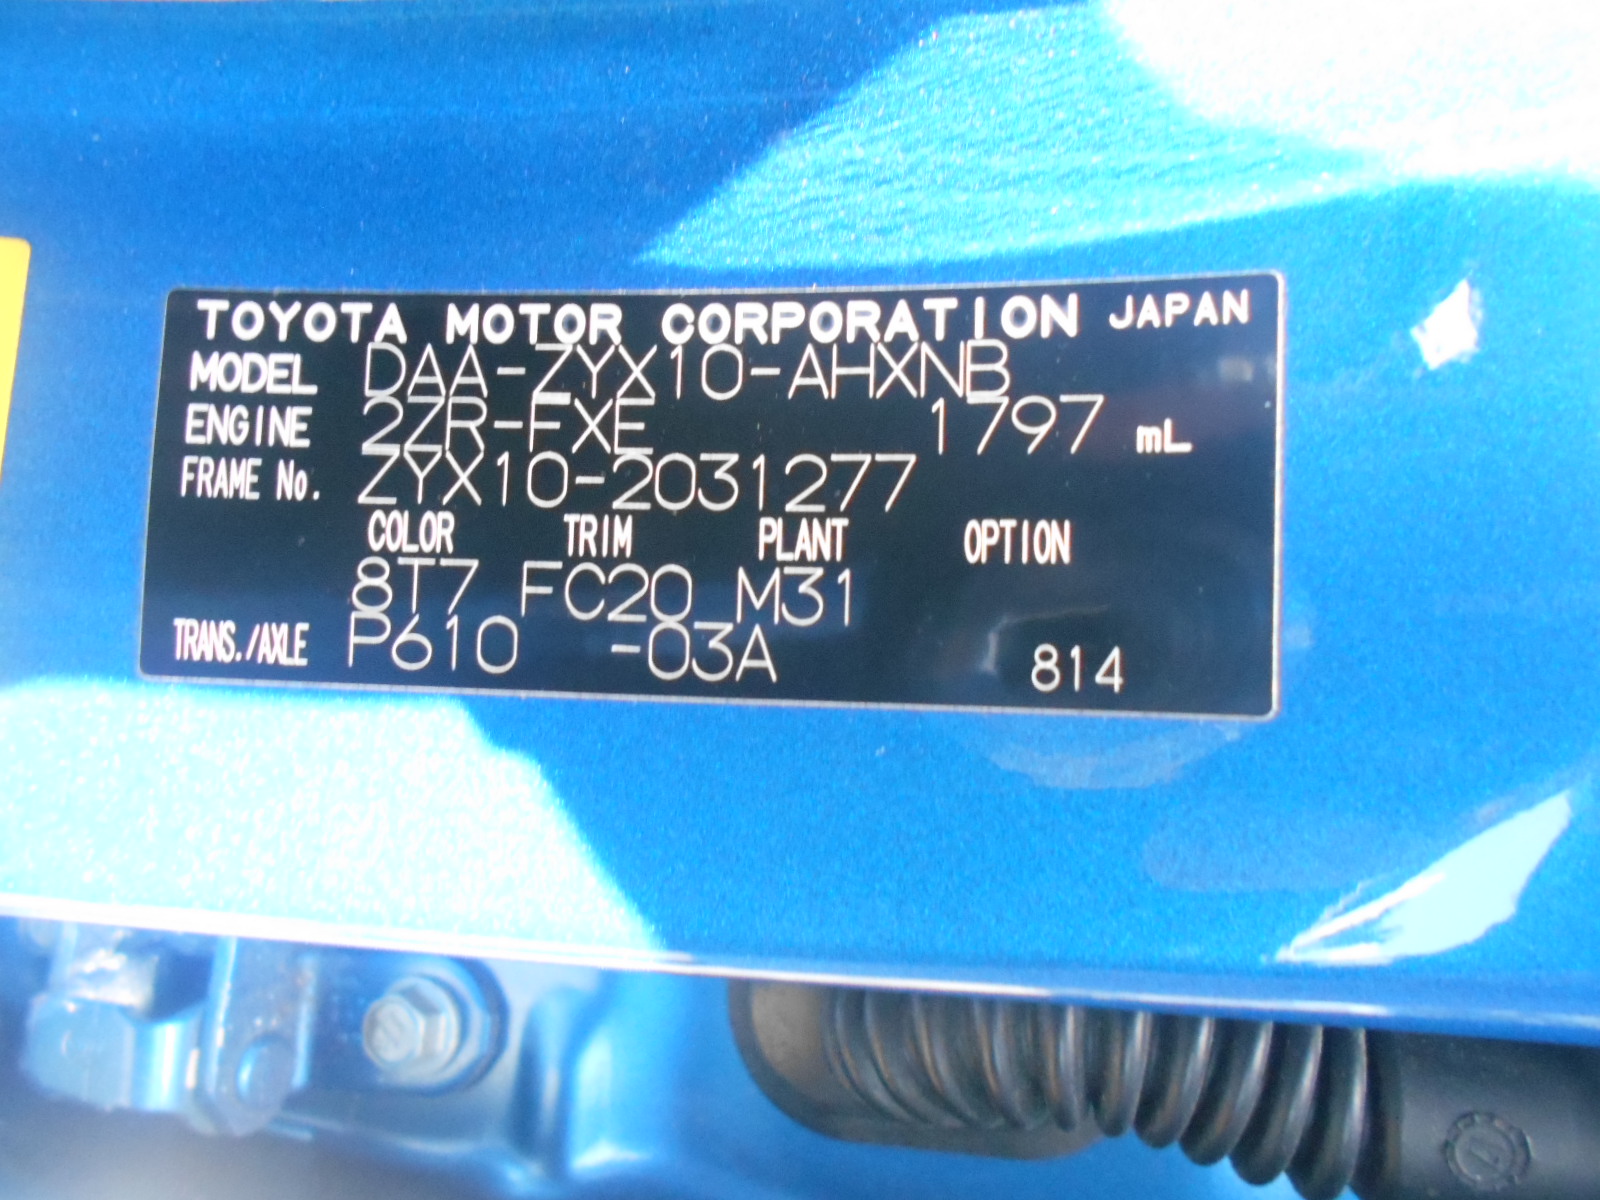 TOYOTA MOTOR CORPORATION JAPAN
MODEL DAA-ZYX10-AHXNB
ENGINE 2ZR-FXE 1797 mL
FRAME No. ZYX10-2031277
COLOR TRIM PLANT OPTION
8T7 FC20 M31
TRANS./AXLE P610 -03A 814